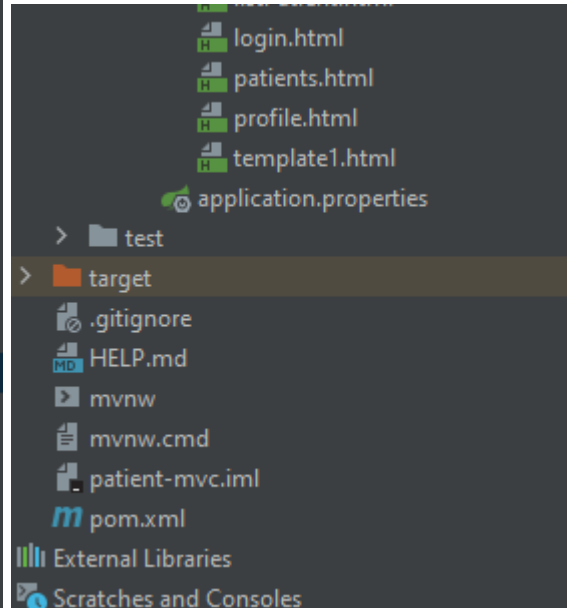 login.html
patients.html
profile.html
template1.html
application.properties
test
target
.gitignore
HELP.md
mvnw
mvnw.cmd
patient-mvc.iml
pom.xml
External Libraries
Scratches and Consoles